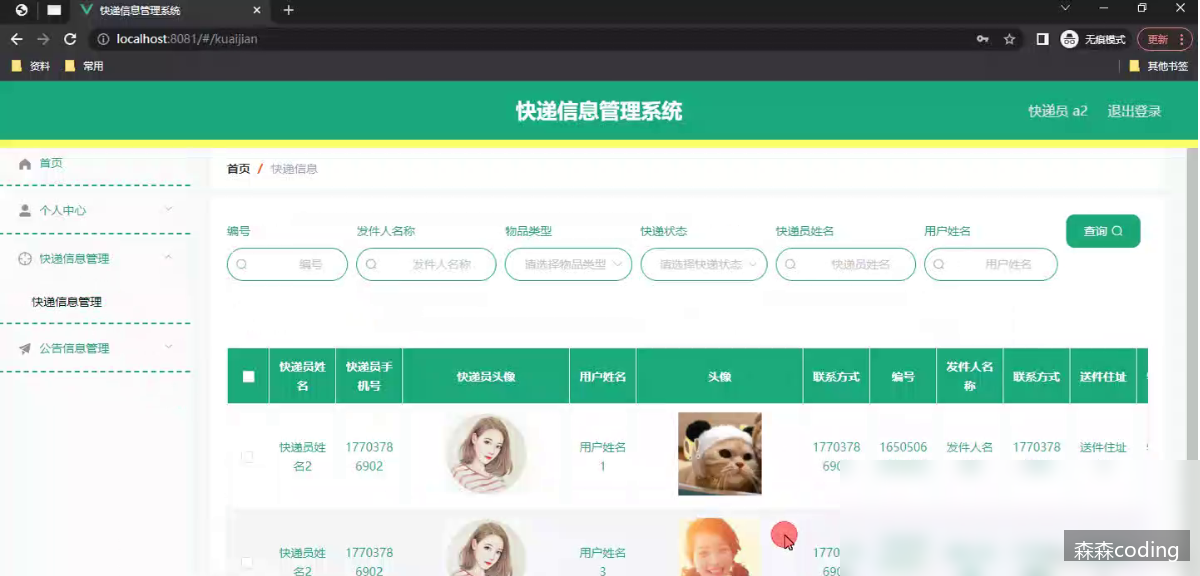 快递信息管理系统
localhost:8081/#/kuaijian
无痕模式
更新
资料
常用
其他书签
快递信息管理系统
快递员 a2
退出登录
首页
个人中心
快递信息管理
快递信息管理
公告信息管理
首页 / 快递信息
编号 发件人名称 物品类型 快递状态 快递员姓名 用户姓名
查询
编号 发件人名称 请选择物品类型 请选择快递状态 快递员姓名 用户姓名
快递员姓名 快递员手机号 快递员头像 用户姓名 头像 联系方式 编号 发件人名称 联系方式 送件住址
快递员姓 1770378 用户姓名 1770378 1650506 发件人名 1770378 送件住址
名2 6902 1 690
快递员姓 1770378 用户姓名 1770
名2 6902 3 690
森森coding